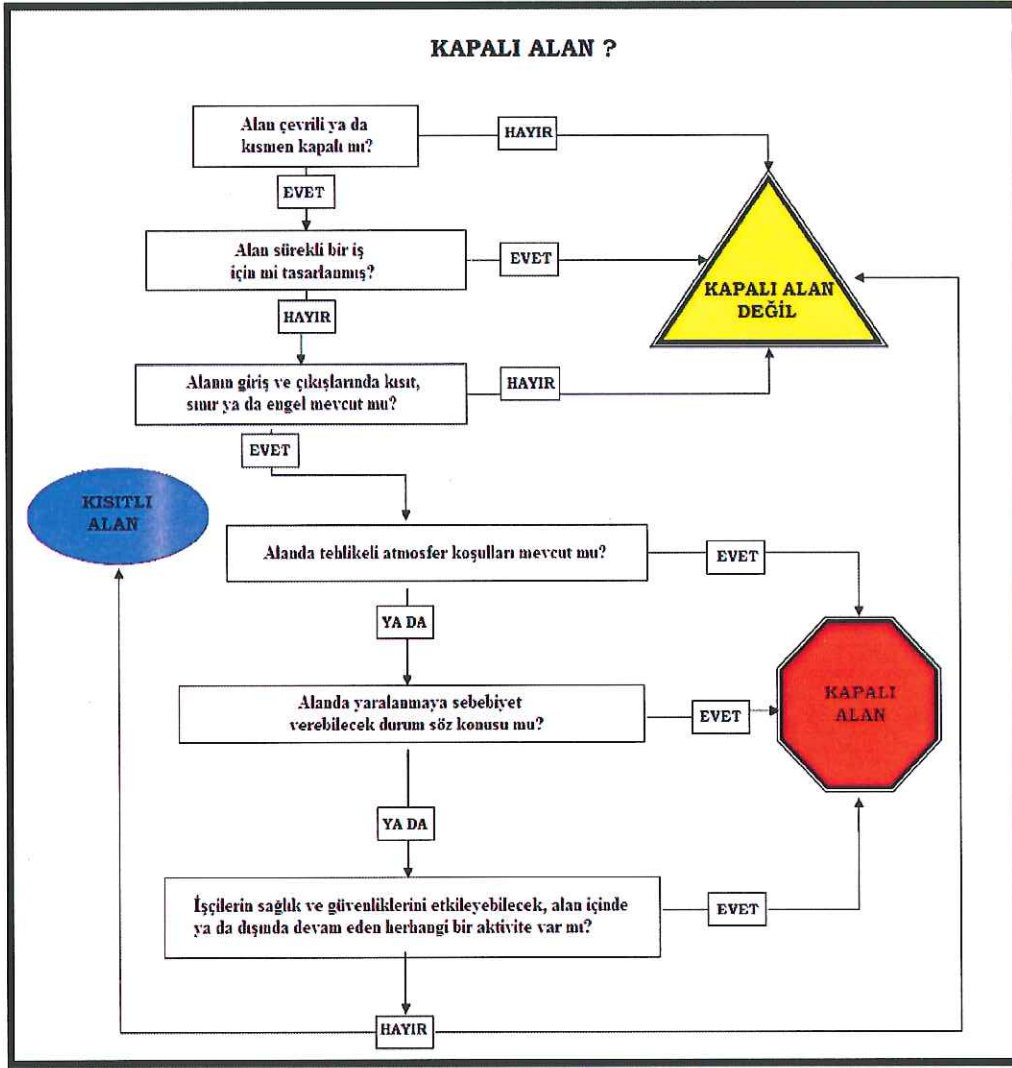 KAPALI ALAN ?
Alan çevrili ya da
kısmen kapalı mı?
HAYIR
EVET
Alan sürekli bir iş
için mi tasarlanmış?
EVET
KAPALI ALAN
DEĞİL
HAYIR
Alanın giriş ve çıkışlarında kısıt,
sınır ya da engel mevcut mu?
HAYIR
EVET
KISITLI
ALAN
Alanda tehlikeli atmosfer koşulları mevcut mu?
EVET
YA DA
Alanda yaralanmaya sebebiyet
verebilecek durum söz konusu mu?
EVET
KAPALI
ALAN
YA DA
İşçilerin sağlık ve güvenliklerini etkileyebilecek, alan içinde
ya da dışında devam eden herhangi bir aktivite var mı?
EVET
HAYIR